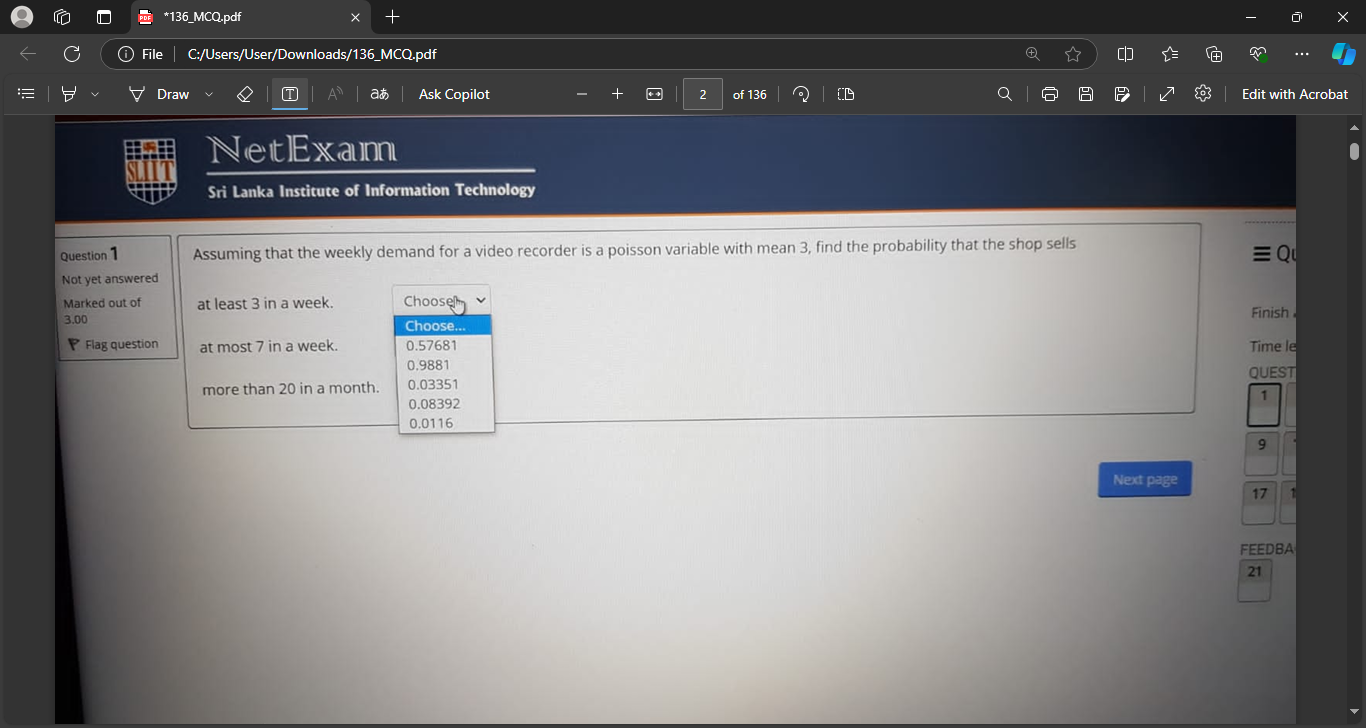 *136_MCQ.pdf
File C:/Users/User/Downloads/136_MCQ.pdf
Draw aあ Ask Copilot 2 of 136 Edit with Acrobat
SLIIT
NetExam
Sri Lanka Institute of Information Technology
Question 1
Not yet answered
Marked out of
3.00
Flag question
Assuming that the weekly demand for a video recorder is a poisson variable with mean 3, find the probability that the shop sells
at least 3 in a week.
Choose...
Choose...
0.57681
0.9881
0.03351
0.08392
0.0116
at most 7 in a week.
more than 20 in a month.
Next page
Finish
QUEST
1
9
17
FEEDBA
21